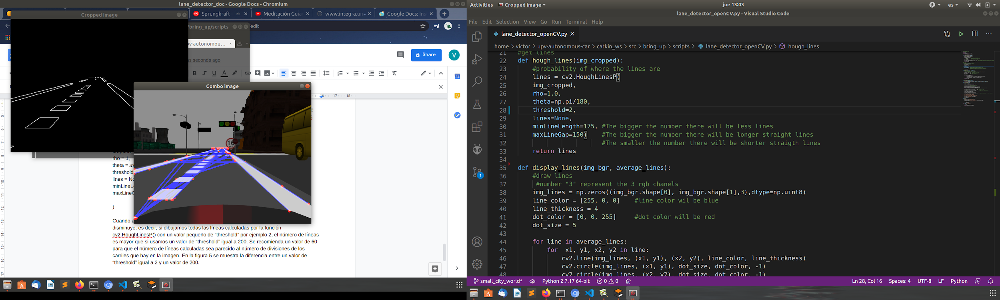 lane_detector_doc - Google Docs - Chromium
Cropped image
Sprungkraft -
Meditación Guia
www.integra.un
Google Docs: Ins
/bring_up/scripts
/edit
pv-autonomou...
Share
V
as seconds ago
B I U A
16 17 18
Combo image
16
rho = 1,
theta = π/
threshold
lines = No
minLineLe
maxLineG
)
Cuando a
disminuye, es decir, si dibujamos todas las líneas calculadas por la función
cv2.HoughLinesP() con un valor pequeño de “threshold” por ejemplo 2, el número de líneas
es mayor que si usamos un valor de “threshold” igual a 200. Se recomienda un valor de 60
para que el número de líneas calculadas sea parecido al número de divisiones de los
carriles que hay en la imagen. En la figura 5 se muestra la diferencia entre un valor de
“threshold” igual a 2 y un valor de 200.
Activities Cropped image
jue 13:03
es
lane_detector_openCV.py - Visual Studio Code
File Edit Selection View Go Run Terminal Help
lane_detector_openCV.py
home > victor > upv-autonomous-car > catkin_ws > src > bring_up > scripts > lane_detector_openCV.py > hough_lines
21 #get lines
22 def hough_lines(img_cropped):
23 #probability of where the lines are
24 lines = cv2.HoughLinesP(
25 img_cropped,
26 rho=1.0,
27 theta=np.pi/180,
28 threshold=2,
29 lines=None,
30 minLineLength=175, #The bigger the number there will be less lines
31 maxLineGap=150) #The bigger the number there will be longer straight lines
32 #The smaller the number there will be shorter straigth lines
33 return lines
34
35 def display_lines(img_bgr, average_lines):
36 #draw lines
37 #number "3" represent the 3 rgb chanels
38 img_lines = np.zeros((img_bgr.shape[0], img_bgr.shape[1],3),dtype=np.uint8)
39 line_color = [255, 0, 0] #line color wil be blue
40 line_thickness = 4
41 dot_color = [0, 0, 255] #dot color will be red
42 dot_size = 5
43
44 for line in average_lines:
45 for x1, y1, x2, y2 in line:
46 cv2.line(img_lines, (x1, y1), (x2, y2), line_color, line_thickness)
47 cv2.circle(img_lines, (x1, y1), dot_size, dot_color, -1)
48 cv2.circle(img_lines, (x2, y2), dot_size, dot_color, -1)
1
small_city_world* Python 2.7.17 64-bit 0 0
Ln 28, Col 16 Spaces: 4 UTF-8 LF Python